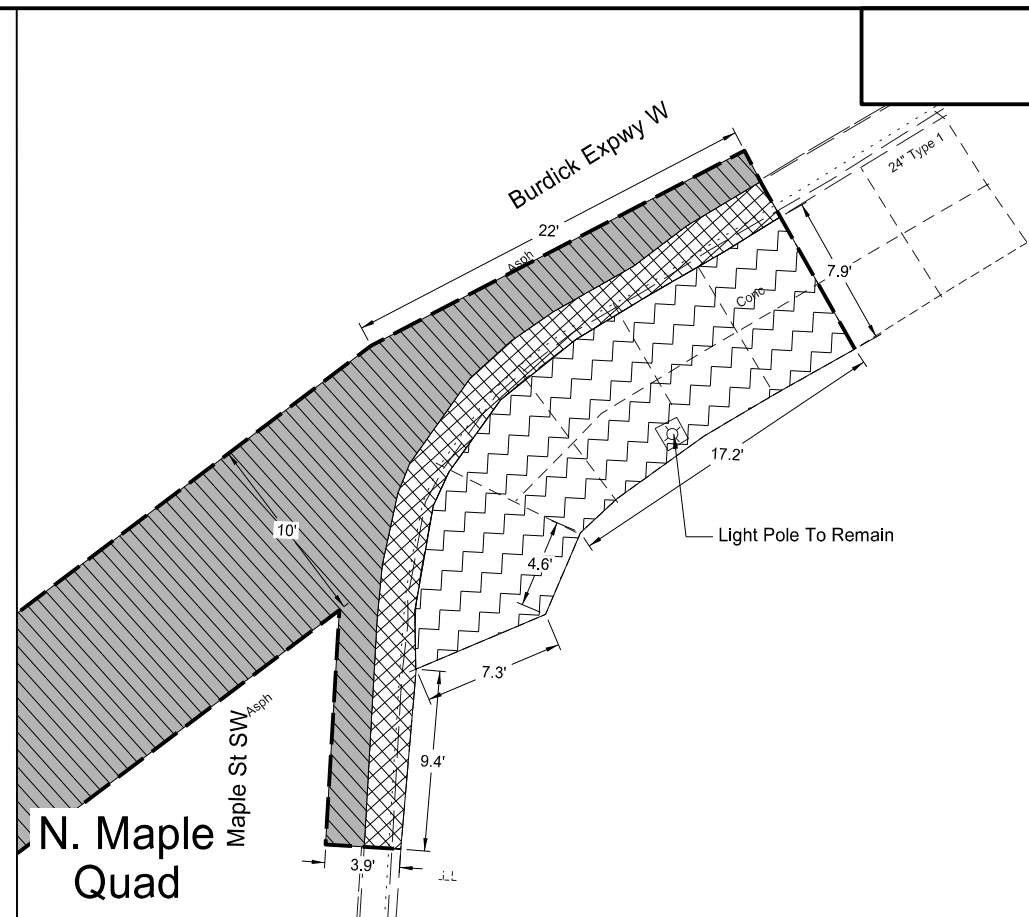 Burdick Expwy W
24" Type 1
22'
Asph
7.9'
Conc
17.2'
10'
Light Pole To Remain
4.6'
7.3'
Asph
Maple St SW
9.4'
N. Maple
Quad
3.9'